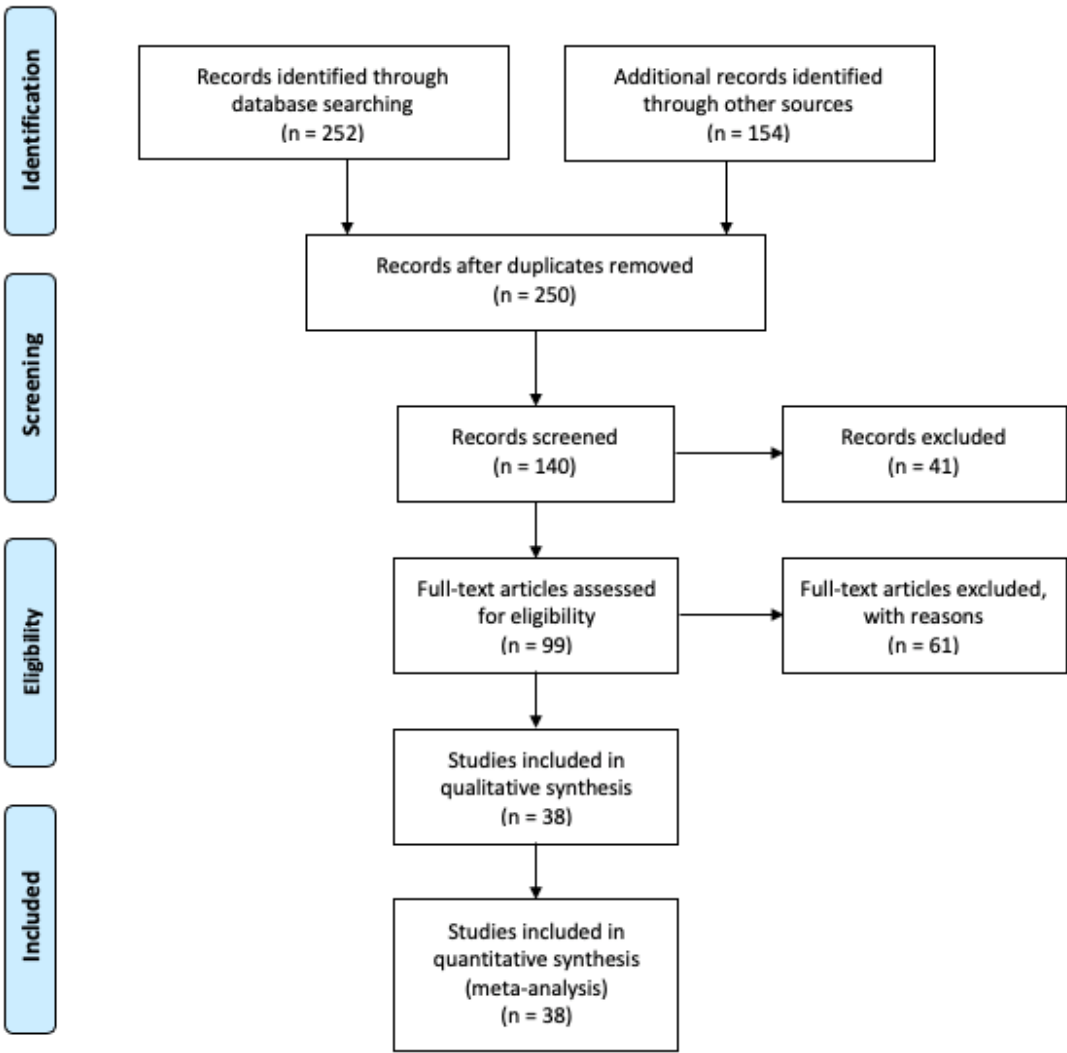 Identification
Records identified through
database searching
(n = 252)
Additional records identified
through other sources
(n = 154)
Records after duplicates removed
(n = 250)
Screening
Records screened
(n = 140)
Records excluded
(n = 41)
Eligibility
Full-text articles assessed
for eligibility
(n = 99)
Full-text articles excluded,
with reasons
(n = 61)
Studies included in
qualitative synthesis
(n = 38)
Included
Studies included in
quantitative synthesis
(meta-analysis)
(n = 38)